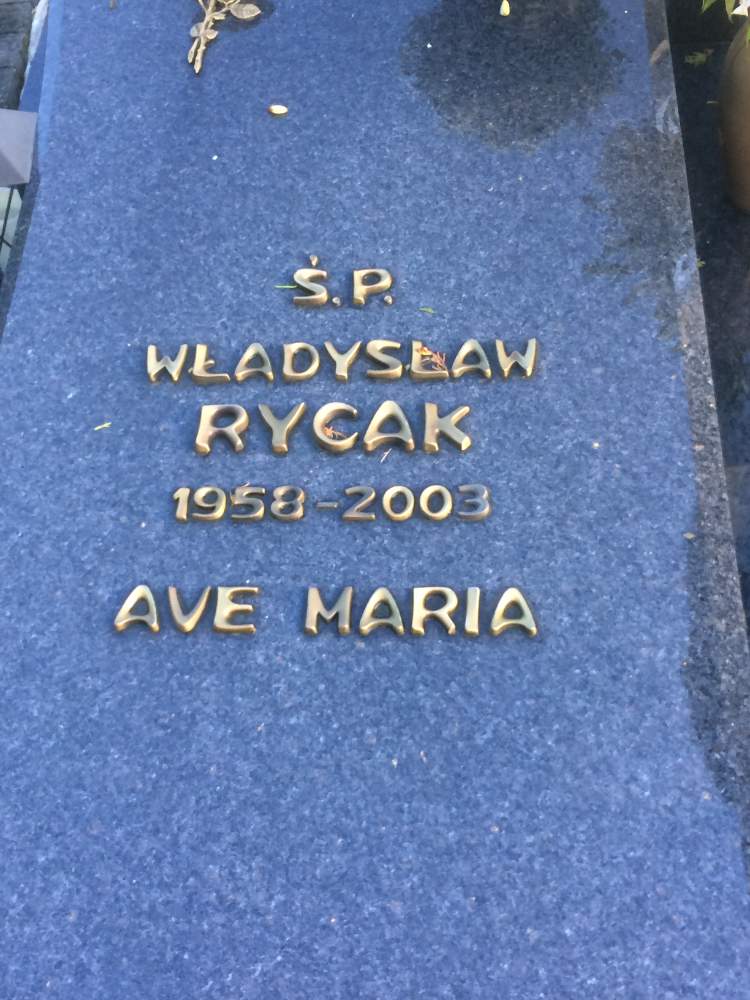 Ś.P.
WŁADYSŁAW
RYCAK
1958-2003
AVE MARIA